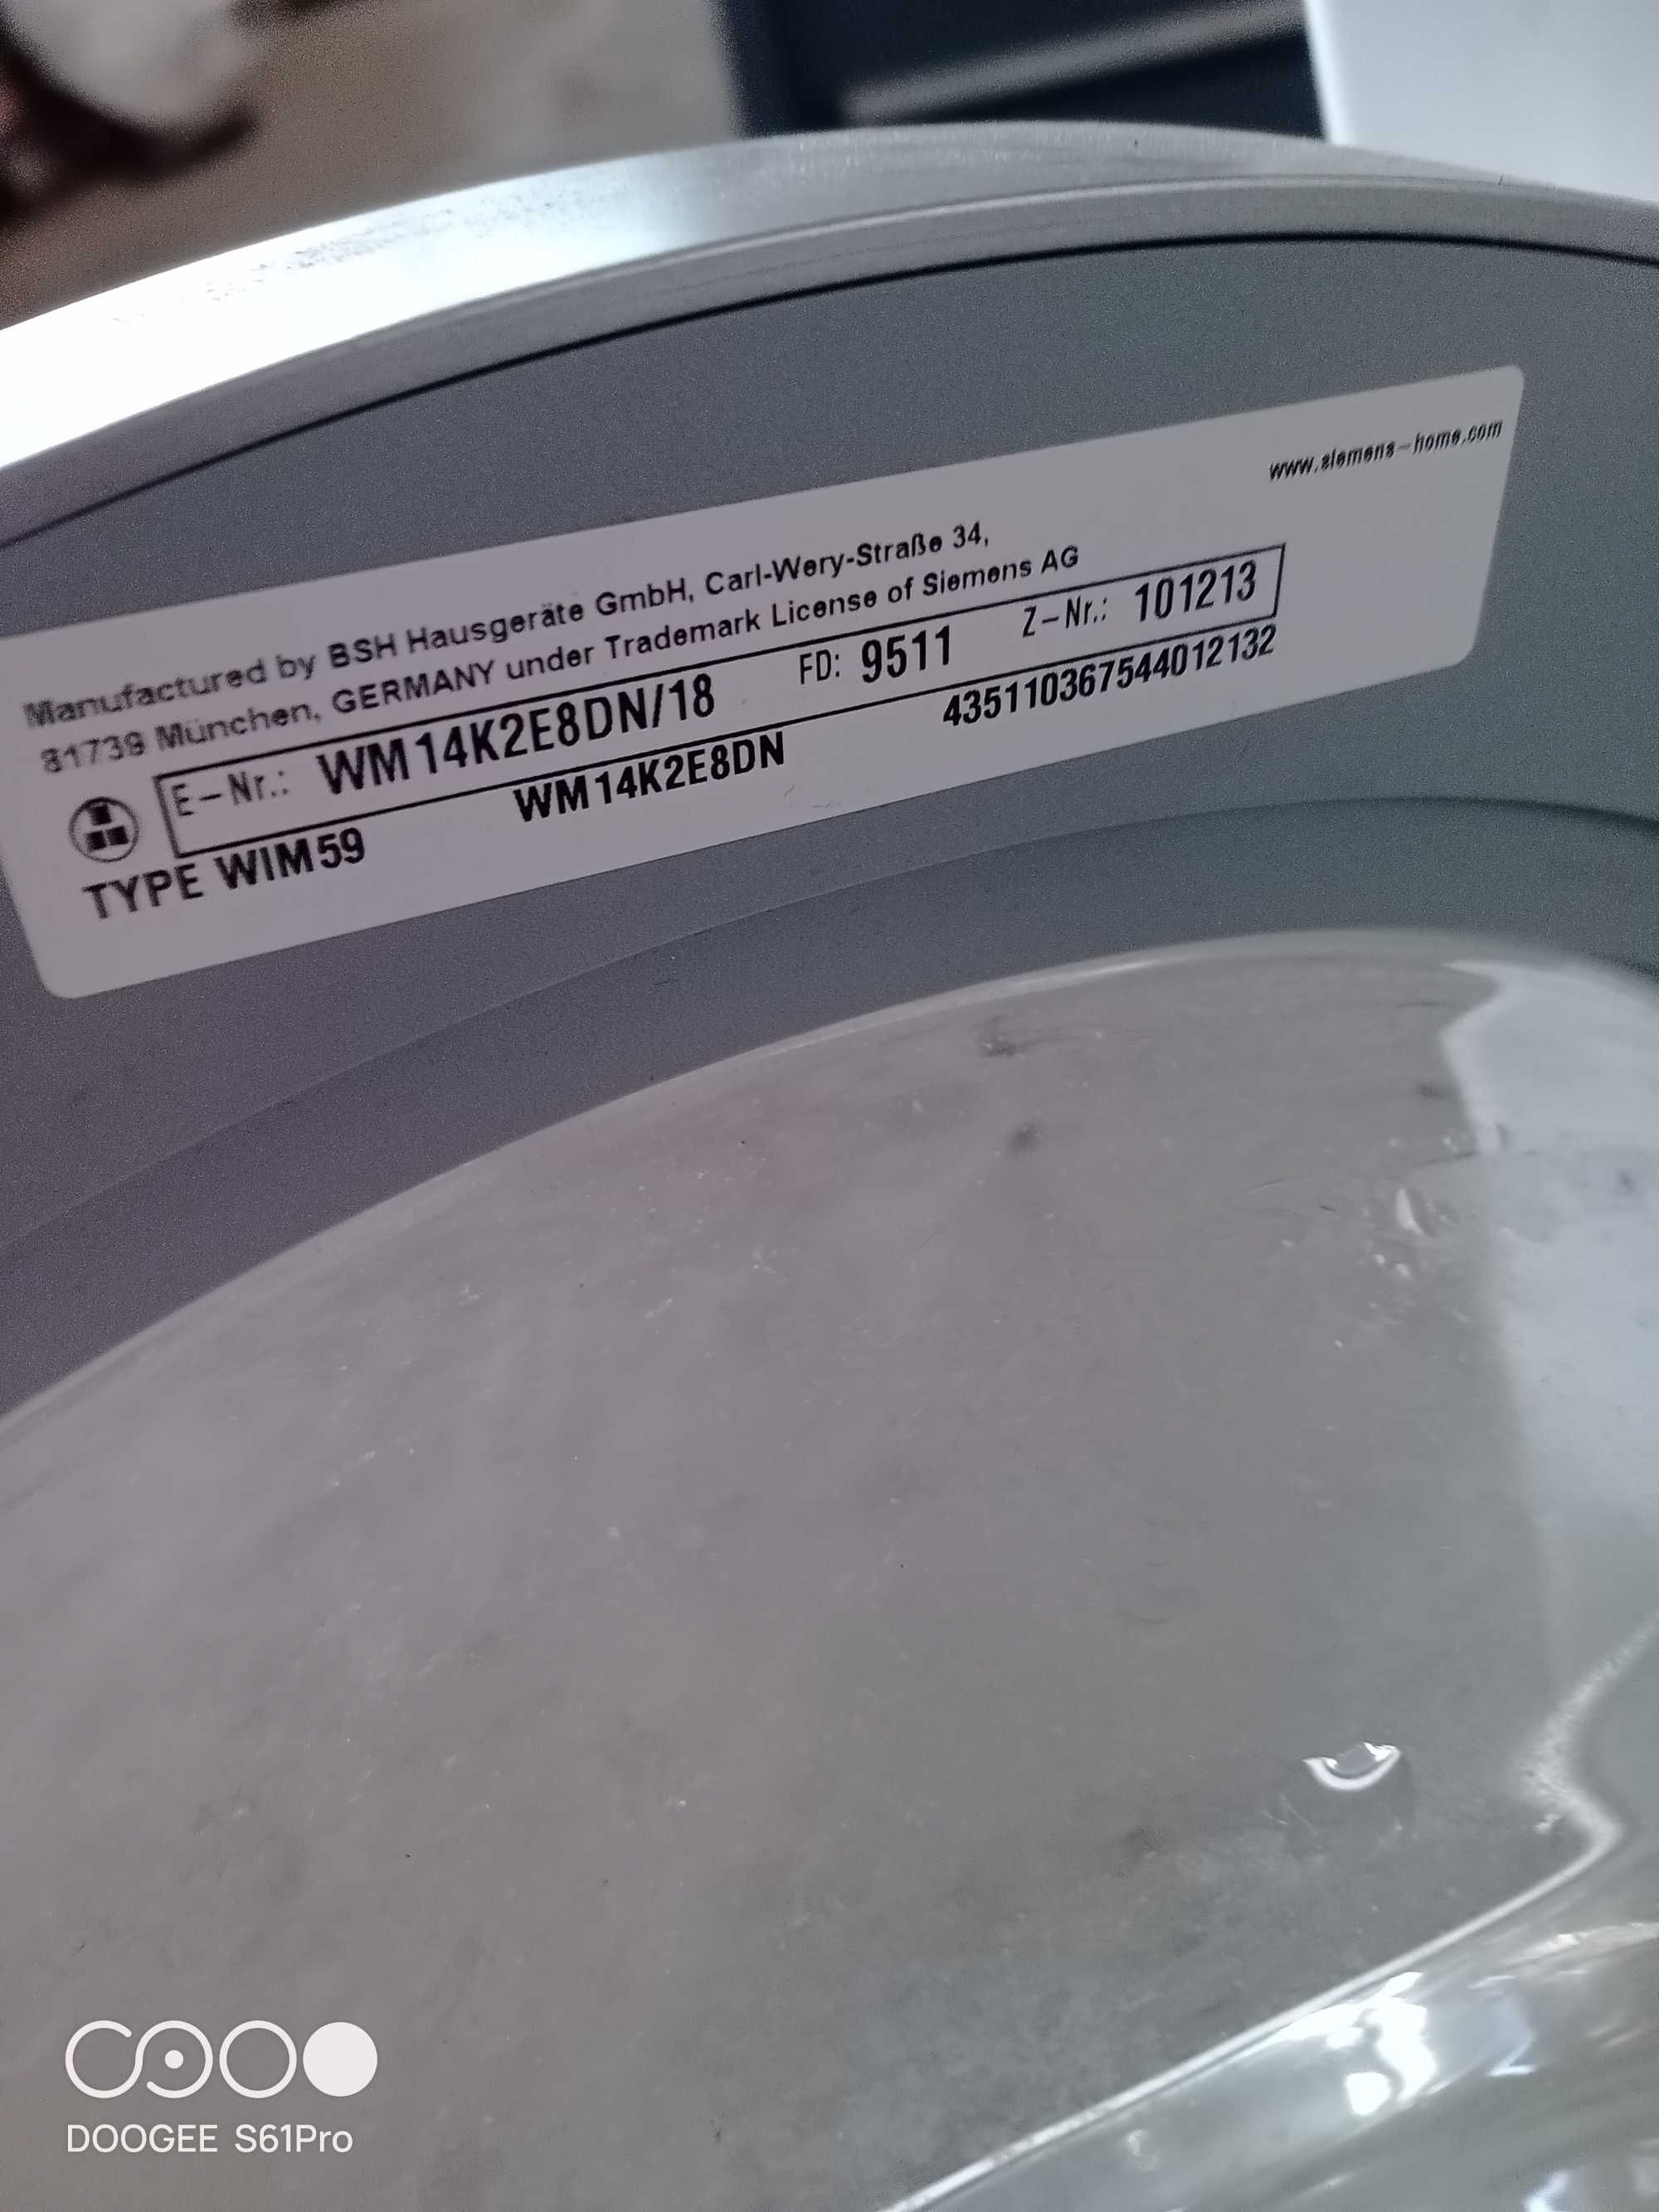 www.siemens-home.com
Manufactured by BSH Hausgeräte GmbH, Carl-Wery-Straße 34,
81739 München, GERMANY under Trademark License of Siemens AG
E-Nr.: WM14K2E8DN/18 FD: 9511 Z-Nr.: 101213
TYPE WIM59 WM14K2E8DN 435110367544012132
DOOGEE S61Pro